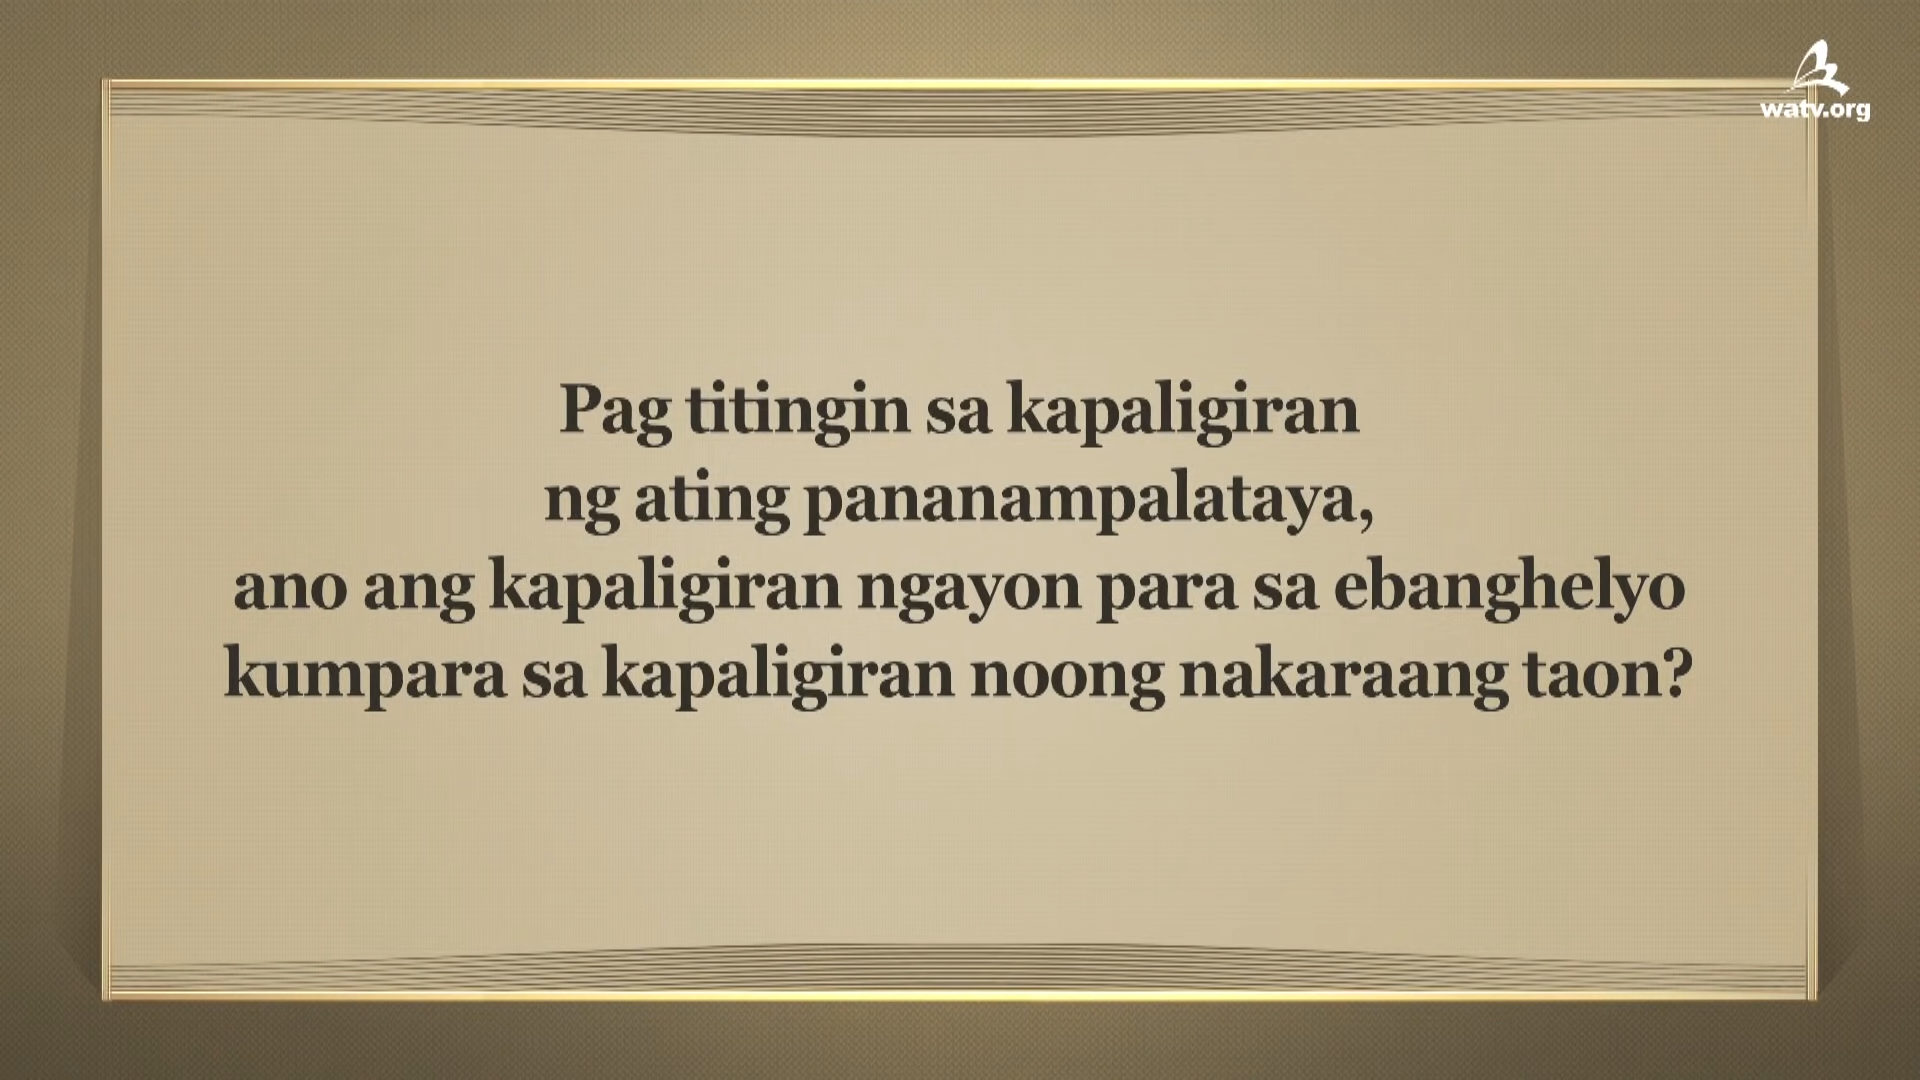 watv.org
Pag titingin sa kapaligiran
ng ating pananampalataya,
ano ang kapaligiran ngayon para sa ebanghelyo
kumpara sa kapaligiran noong nakaraang taon?